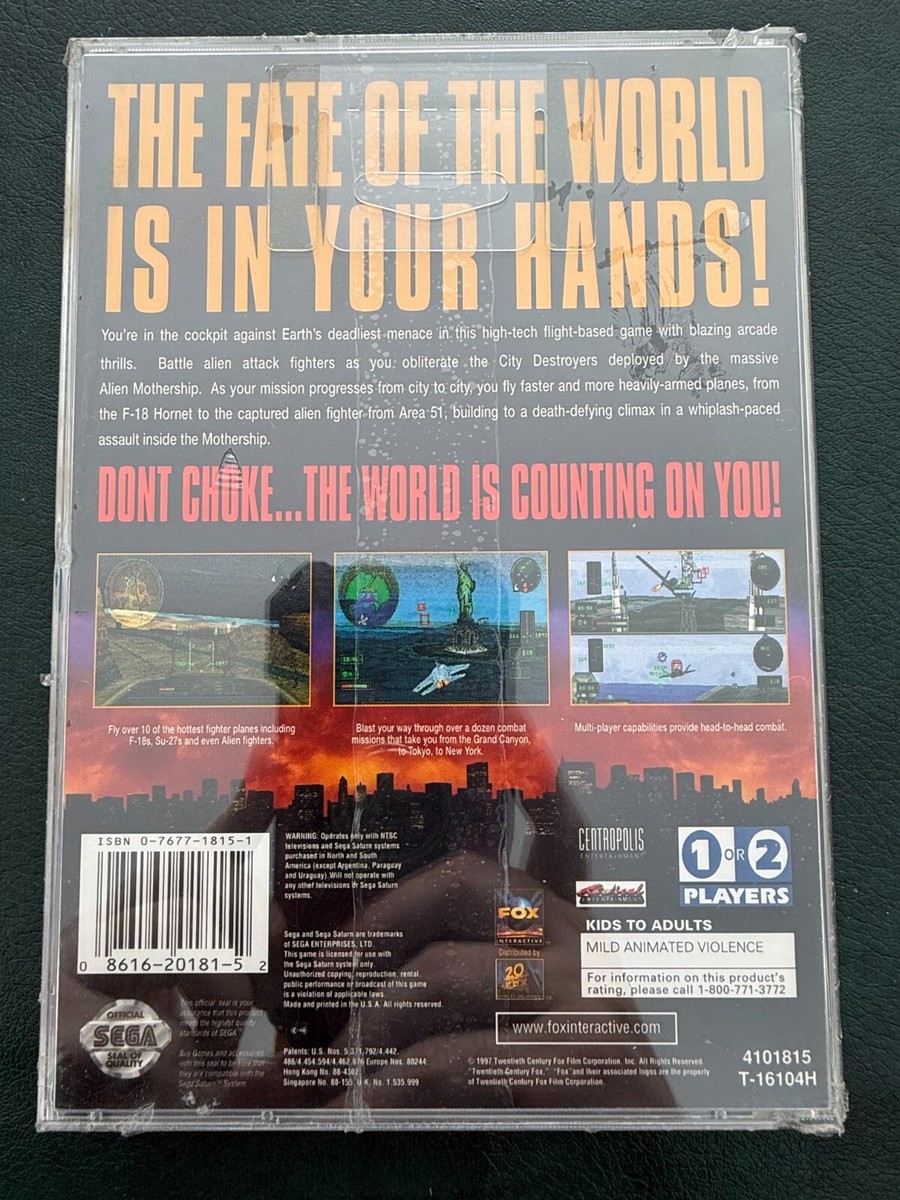 THE FATE OF THE WORLD
IS IN YOUR HANDS!
You're in the cockpit against Earth's deadliest menace in this high-tech flight-based game with blazing arcade
thrills. Battle alien attack fighters as you obliterate the City Destroyers deployed by the massive
Alien Mothership. As your mission progresses from city to city, you fly faster and more heavily-armed planes, from
the F-18 Hornet to the captured alien fighter from Area 51, building to a death-defying climax in a whiplash-paced
assault inside the Mothership.
DONT CHOKE...THE WORLD IS COUNTING ON YOU!
Fly over 10 of the hottest fighter planes including
F-18s, Su-27s and even Alien fighters.
Blast your way through over a dozen combat
missions that take you from the Grand Canyon,
to Tokyo, to New York.
Multi-player capabilities provide head-to-head combat.
ISBN 0-7677-1815-1
0 8616-20181-5 2
WARNING: Operates only with NTSC
televisions and Sega Saturn systems
purchased in North and South
America (except Argentina, Paraguay
and Uruguay). Will not operate with
any other televisions or Sega Saturn
systems.
Sega and Sega Saturn are trademarks
of SEGA ENTERPRISES, LTD.
This game is licensed for use with
the Sega Saturn system only.
Unauthorized copying, reproduction, rental,
public performance or broadcast of this game
is a violation of applicable laws.
Made and printed in the U.S.A. All rights reserved.
CENTROPOLIS
ENTERTAINMENT
Radical
ENTERTAINMENT
1 OR 2
PLAYERS
FOX
INTERACTIVE
Distributed by
20
KIDS TO ADULTS
MILD ANIMATED VIOLENCE
For information on this product's
rating, please call 1-800-771-3772
www.foxinteractive.com
OFFICIAL
SEGA
SEAL OF
QUALITY
This official seal is your
assurance that this product
meets the highest quality
standards of SEGA™
Buy Games and accessories
with this seal to be sure that
they are compatible with the
Sega Saturn™ System
Patents: U.S. Nos.
Europe Nos. 80244:
Hong Kong No.
Singapore No. 88-155, U.K. No. 1.535.999
© 1997 Twentieth Century Fox Film Corporation, Inc. All Rights Reserved.
"Twentieth Century Fox," "Fox"and their associated logos are the property
of Twentieth Century Fox Film Corporation.
4101815
T-16104H